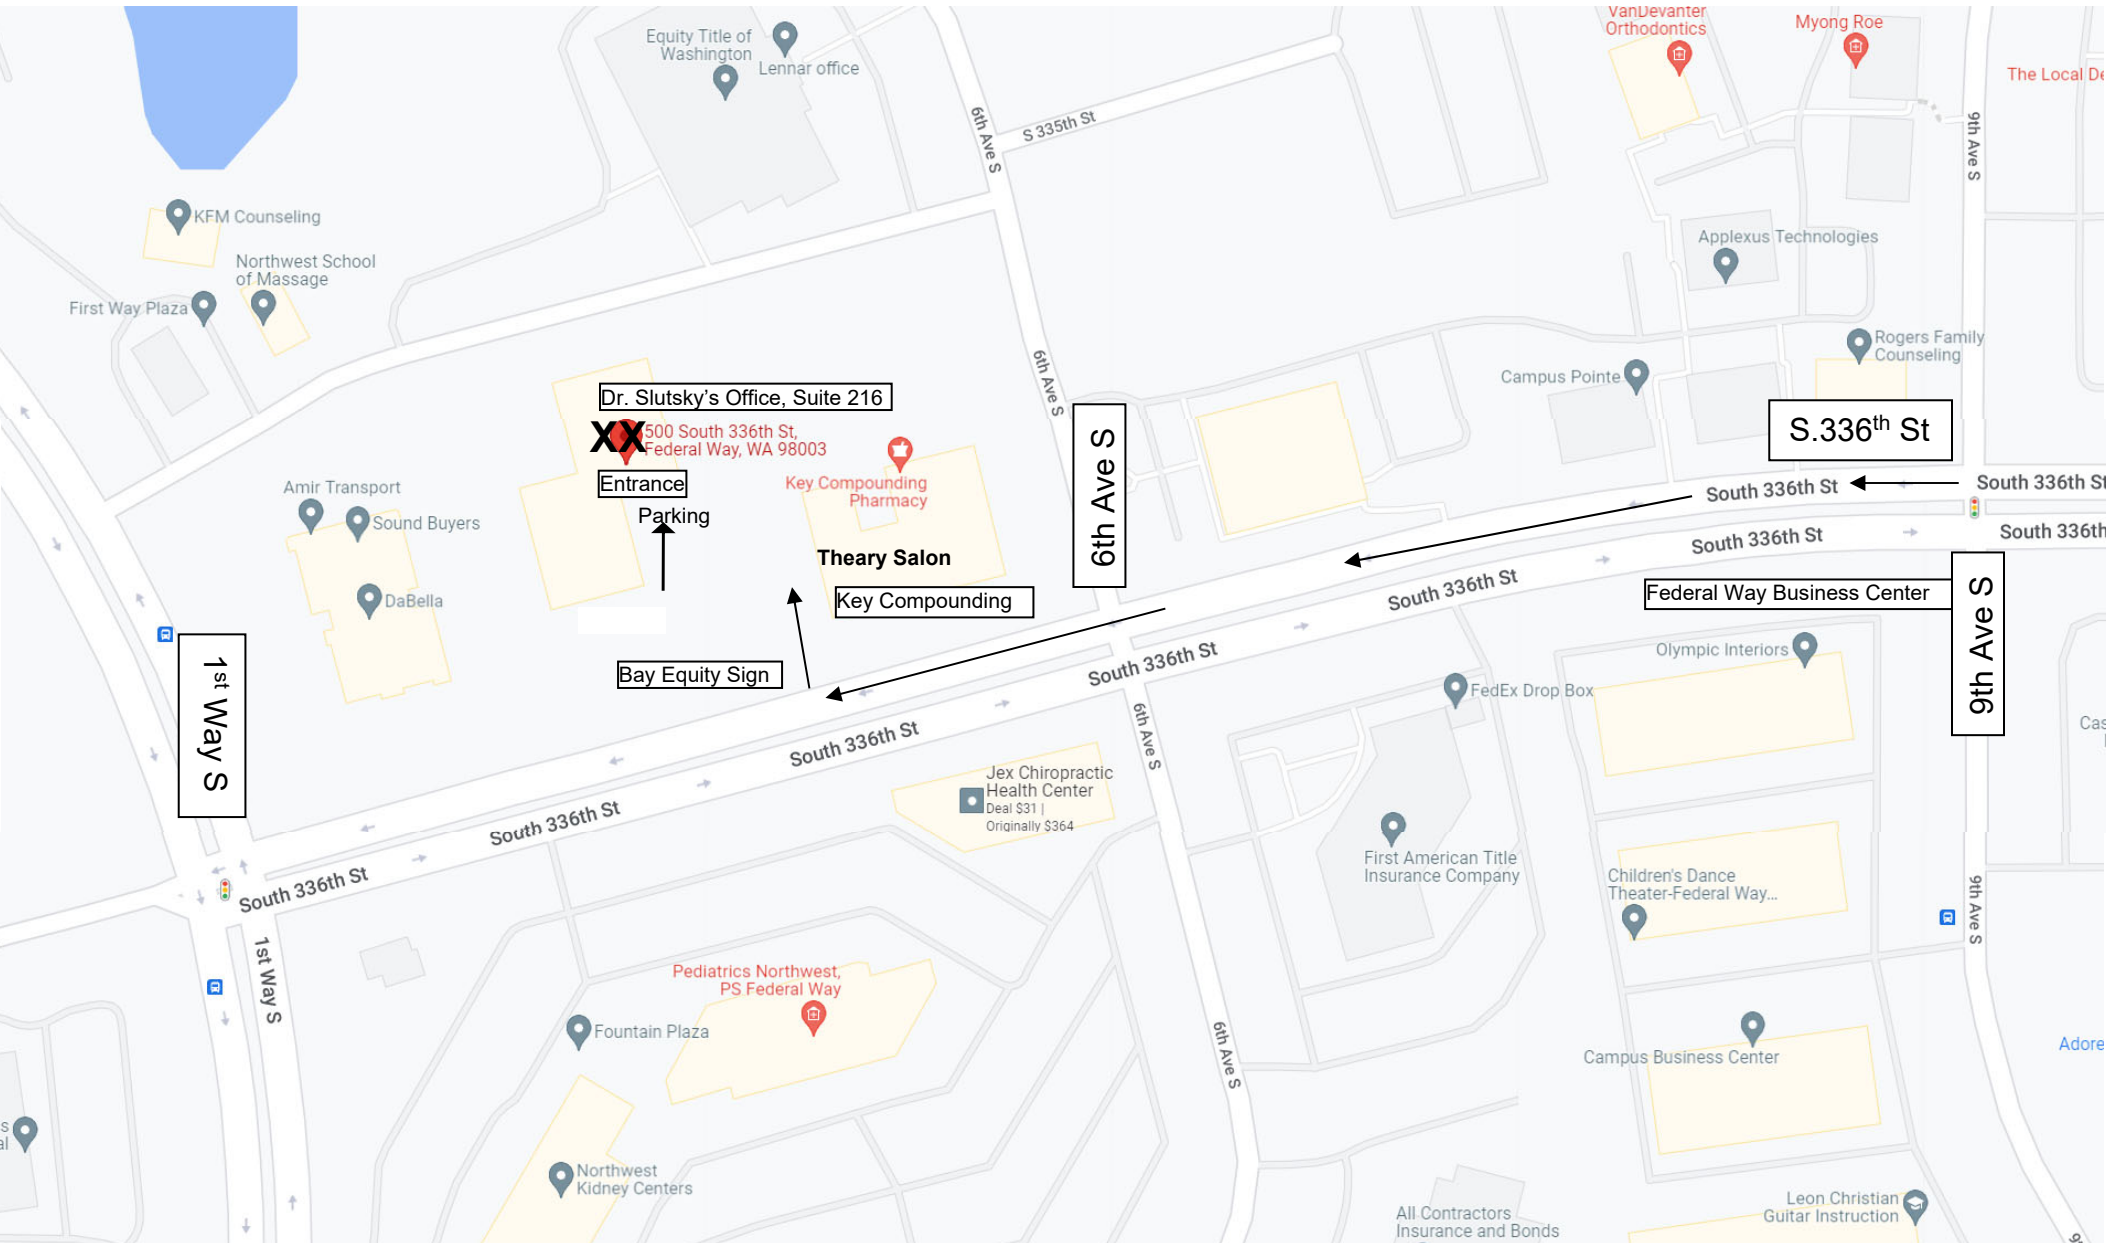 VanDevanter
Orthodontics
Myong Roe
Equity Title of
Washington
Lennar office
The Local De
6th Ave S
S 335th St
9th Ave S
KFM Counseling
Northwest School
of Massage
First Way Plaza
Applexus Technologies
Rogers Family
Counseling
6th Ave S
Campus Pointe
Dr. Slutsky’s Office, Suite 216
XX
500 South 336th St,
Federal Way, WA 98003
S.336th St
6th Ave S
Entrance
Key Compounding
Pharmacy
Amir Transport
Sound Buyers
Parking
South 336th St
South 336th St
South 336th St
South 336th
Theary Salon
South 336th St
Federal Way Business Center
Key Compounding
DaBella
9th Ave S
Bay Equity Sign
South 336th St
Olympic Interiors
FedEx Drop Box
1st Way S
6th Ave S
South 336th St
Cas
Jex Chiropractic
Health Center
Deal $31 |
Originally $364
South 336th St
First American Title
Insurance Company
Children's Dance
Theater-Federal Way...
South 336th St
9th Ave S
1st Way S
Pediatrics Northwest,
PS Federal Way
Fountain Plaza
6th Ave S
Campus Business Center
Adore
s
al
Northwest
Kidney Centers
All Contractors
Insurance and Bonds
Leon Christian
Guitar Instruction